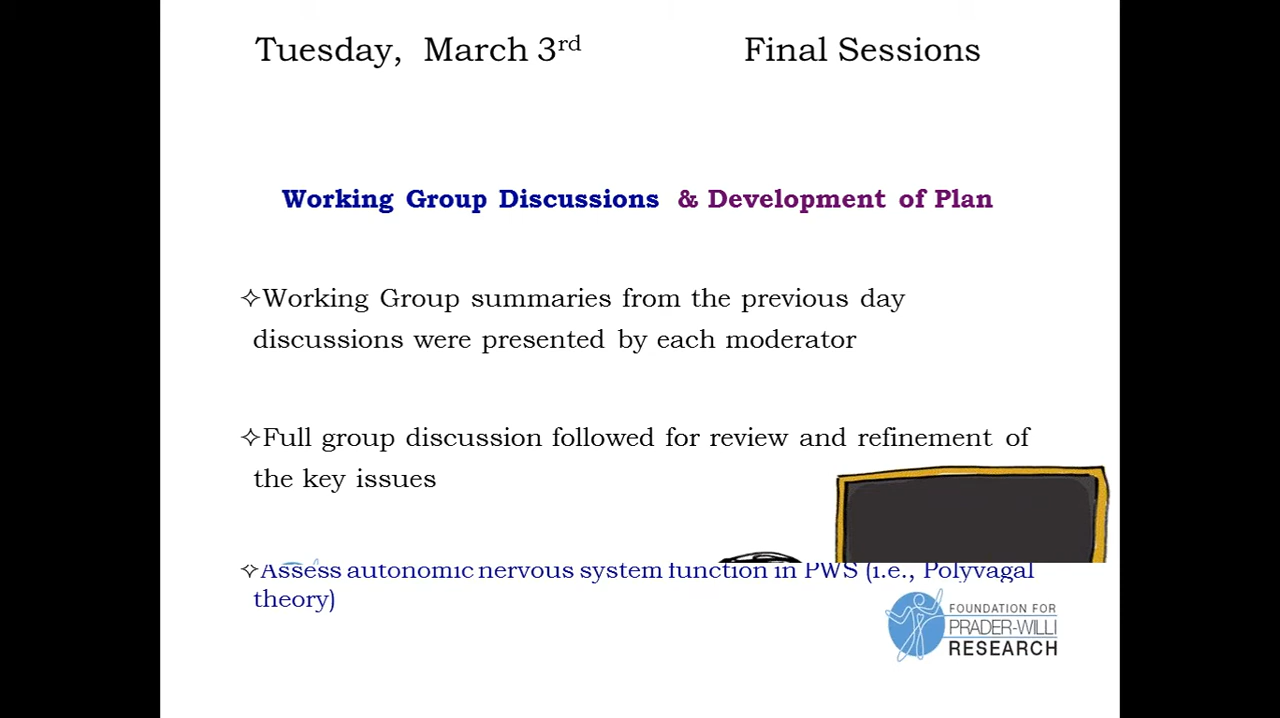 Tuesday, March 3rd Final Sessions
Working Group Discussions & Development of Plan
✧Working Group summaries from the previous day
discussions were presented by each moderator
✧Full group discussion followed for review and refinement of
the key issues
✧Assess autonomic nervous system function in PWS (i.e., Polyvagal
theory)
FOUNDATION FOR
PRADER-WILLI
RESEARCH